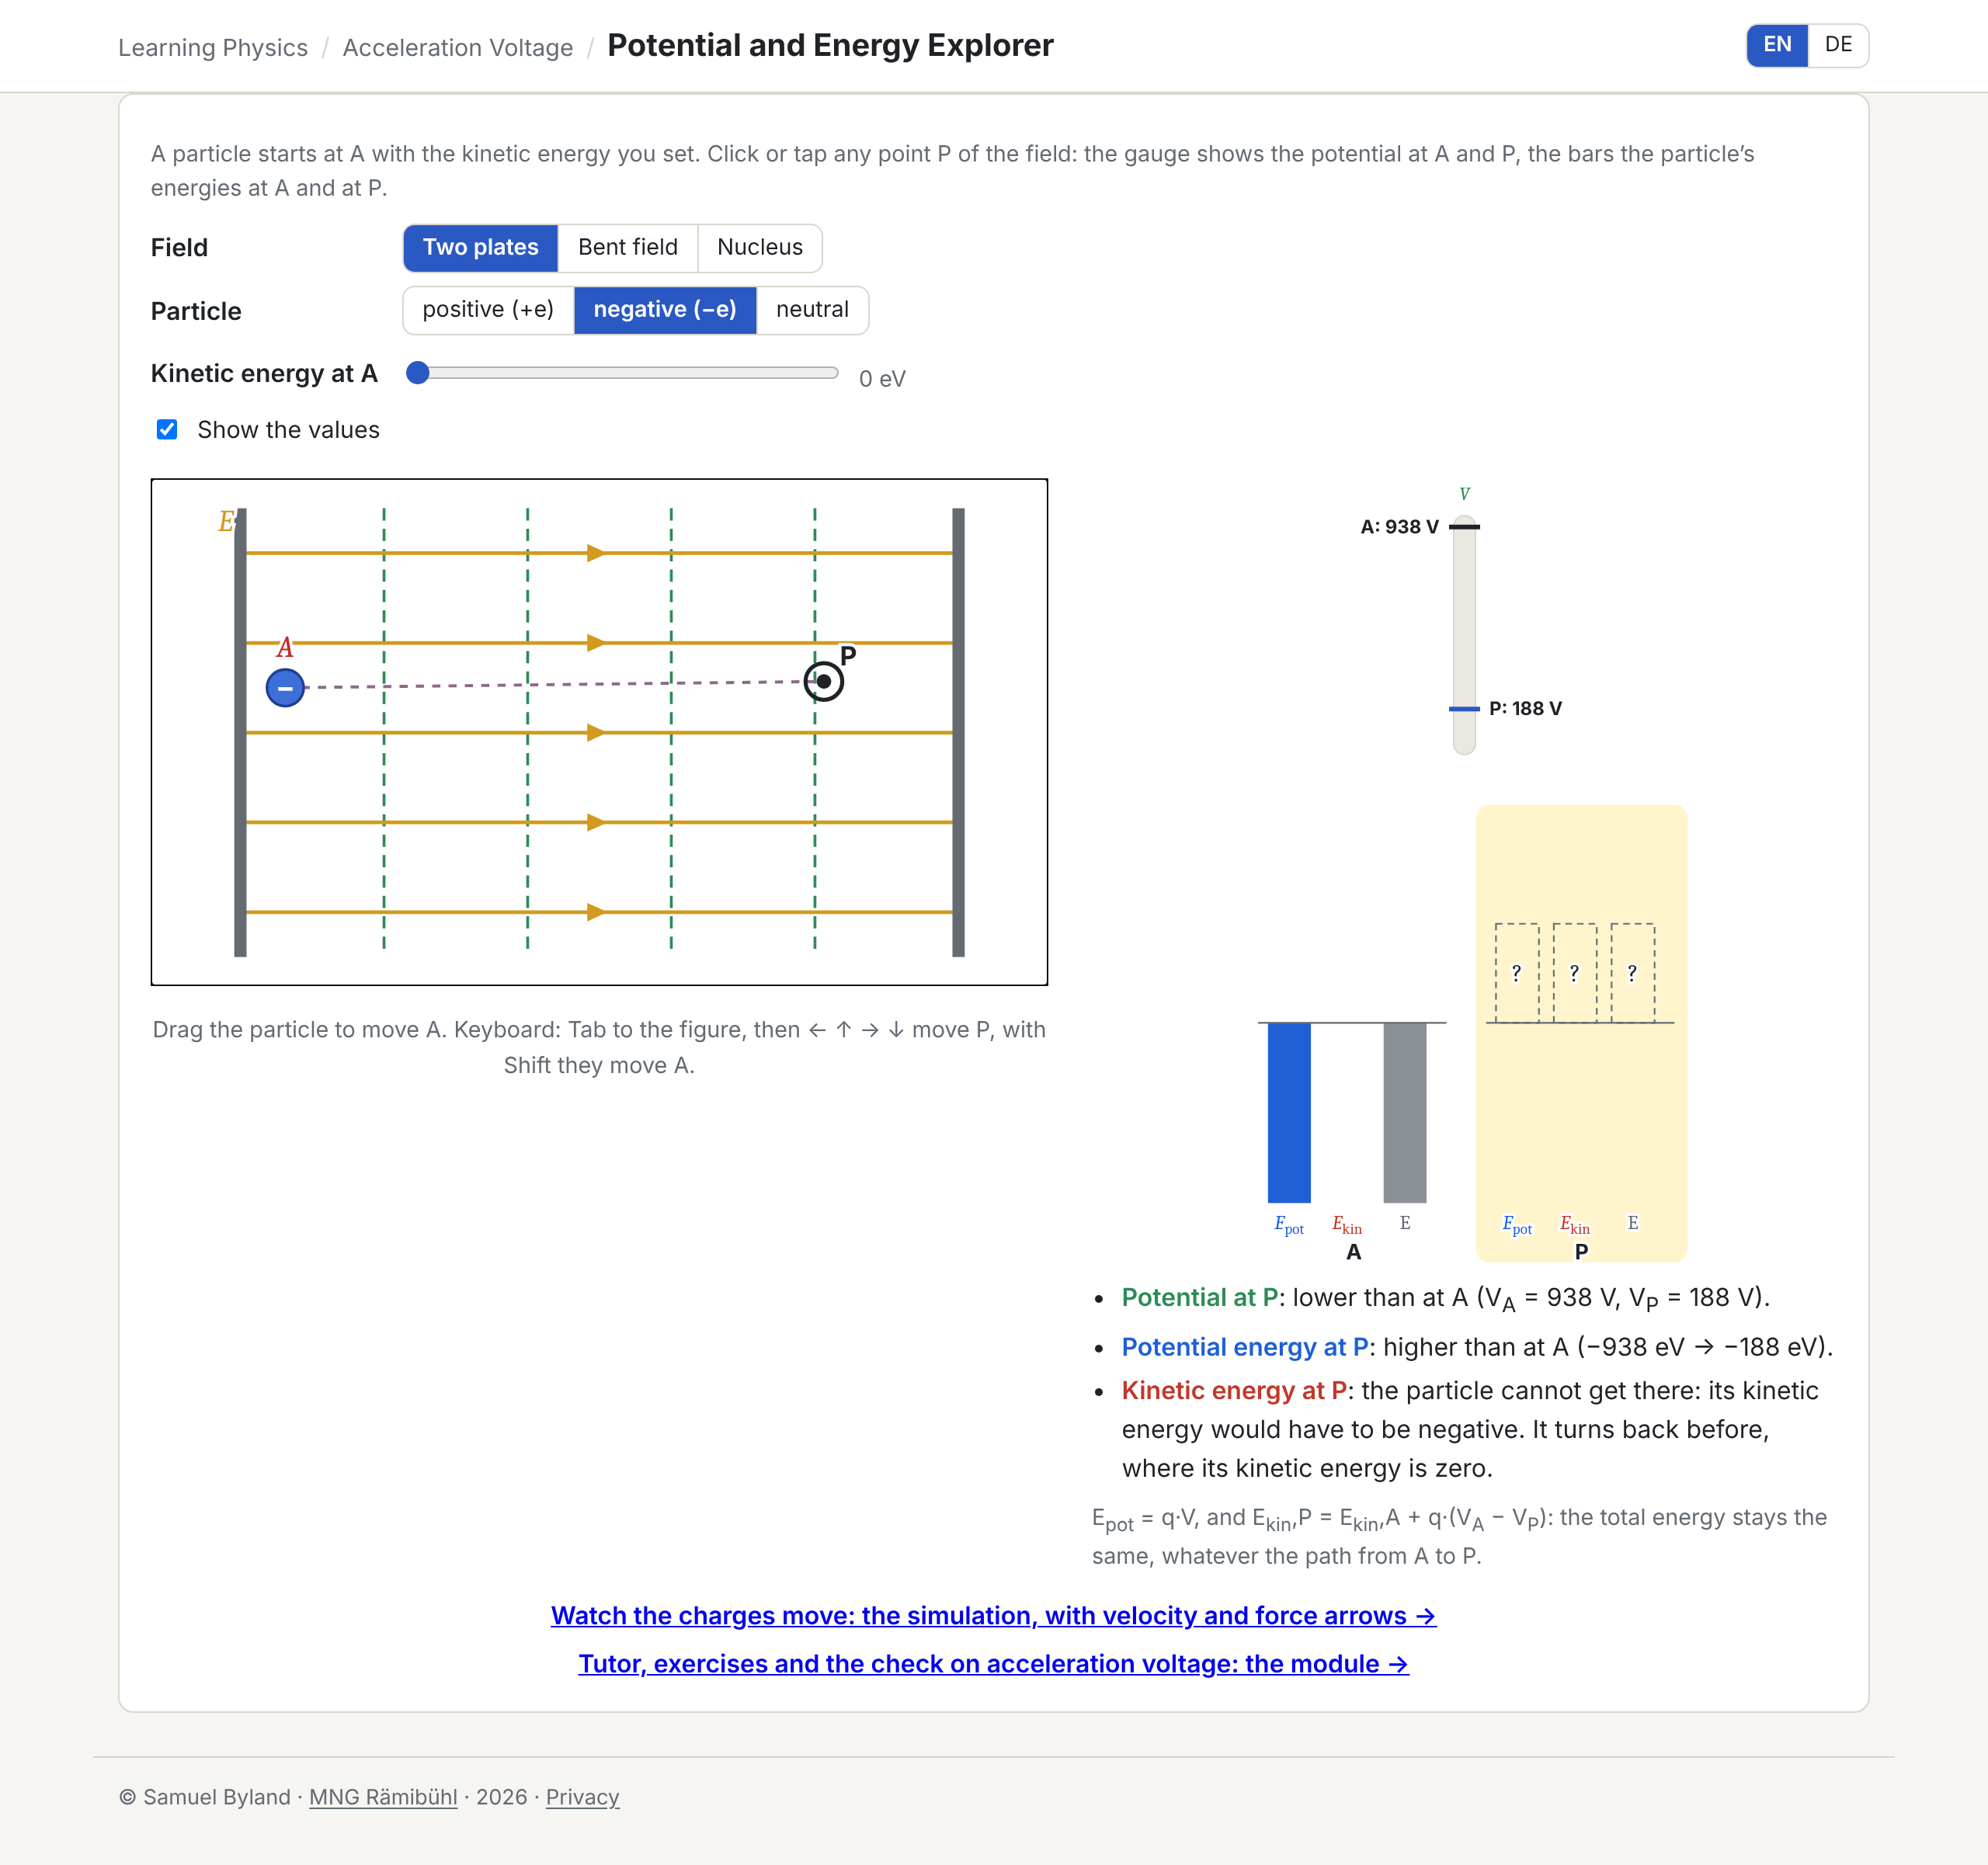 Learning Physics / Acceleration Voltage / Potential and Energy Explorer
EN DE
A particle starts at A with the kinetic energy you set. Click or tap any point P of the field: the gauge shows the potential at A and P, the bars the particle’s
energies at A and at P.
Field Two plates Bent field Nucleus
Particle positive (+e) negative (−e) neutral
Kinetic energy at A 0 eV
Show the values
E
A
−
P
Drag the particle to move A. Keyboard: Tab to the figure, then ← ↑ → ↓ move P, with
Shift they move A.
V
A: 938 V
P: 188 V
? ? ?
Epot Ekin E Epot Ekin E
A P
• Potential at P: lower than at A (VA = 938 V, VP = 188 V).
• Potential energy at P: higher than at A (−938 eV → −188 eV).
• Kinetic energy at P: the particle cannot get there: its kinetic
energy would have to be negative. It turns back before,
where its kinetic energy is zero.
Epot = q·V, and Ekin,P = Ekin,A + q·(VA − VP): the total energy stays the
same, whatever the path from A to P.
Watch the charges move: the simulation, with velocity and force arrows →
Tutor, exercises and the check on acceleration voltage: the module →
© Samuel Byland · MNG Rämibühl · 2026 · Privacy